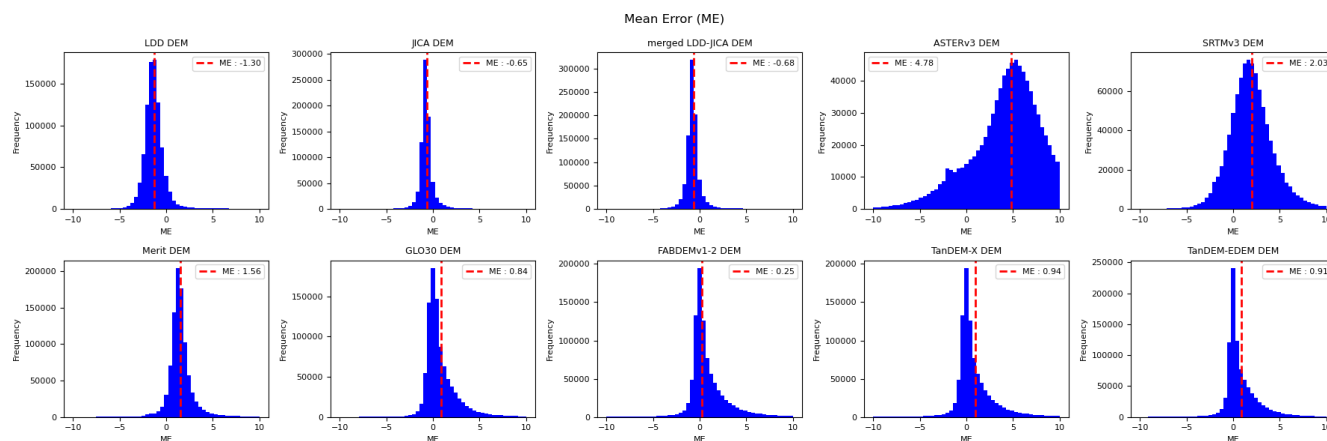 Mean Error (ME)
LDD DEM
ME : -1.30
Frequency
150000
100000
50000
0
-10 -5 0 5 10
ME
JICA DEM
ME : -0.65
Frequency
300000
250000
200000
150000
100000
50000
0
-10 -5 0 5 10
ME
merged LDD-JICA DEM
ME : -0.68
Frequency
300000
250000
200000
150000
100000
50000
0
-10 -5 0 5 10
ME
ASTERv3 DEM
ME : 4.78
Frequency
40000
30000
20000
10000
0
-10 -5 0 5 10
ME
SRTMv3 DEM
ME : 2.03
Frequency
60000
40000
20000
0
-10 -5 0 5 10
ME
Merit DEM
ME : 1.56
Frequency
200000
150000
100000
50000
0
-10 -5 0 5 10
ME
GLO30 DEM
ME : 0.84
Frequency
150000
100000
50000
0
-10 -5 0 5 10
ME
FABDEMv1-2 DEM
ME : 0.25
Frequency
200000
150000
100000
50000
0
-10 -5 0 5 10
ME
TanDEM-X DEM
ME : 0.94
Frequency
200000
150000
100000
50000
0
-10 -5 0 5 10
ME
TanDEM-EDEM DEM
ME : 0.91
Frequency
250000
200000
150000
100000
50000
0
-10 -5 0 5 10
ME